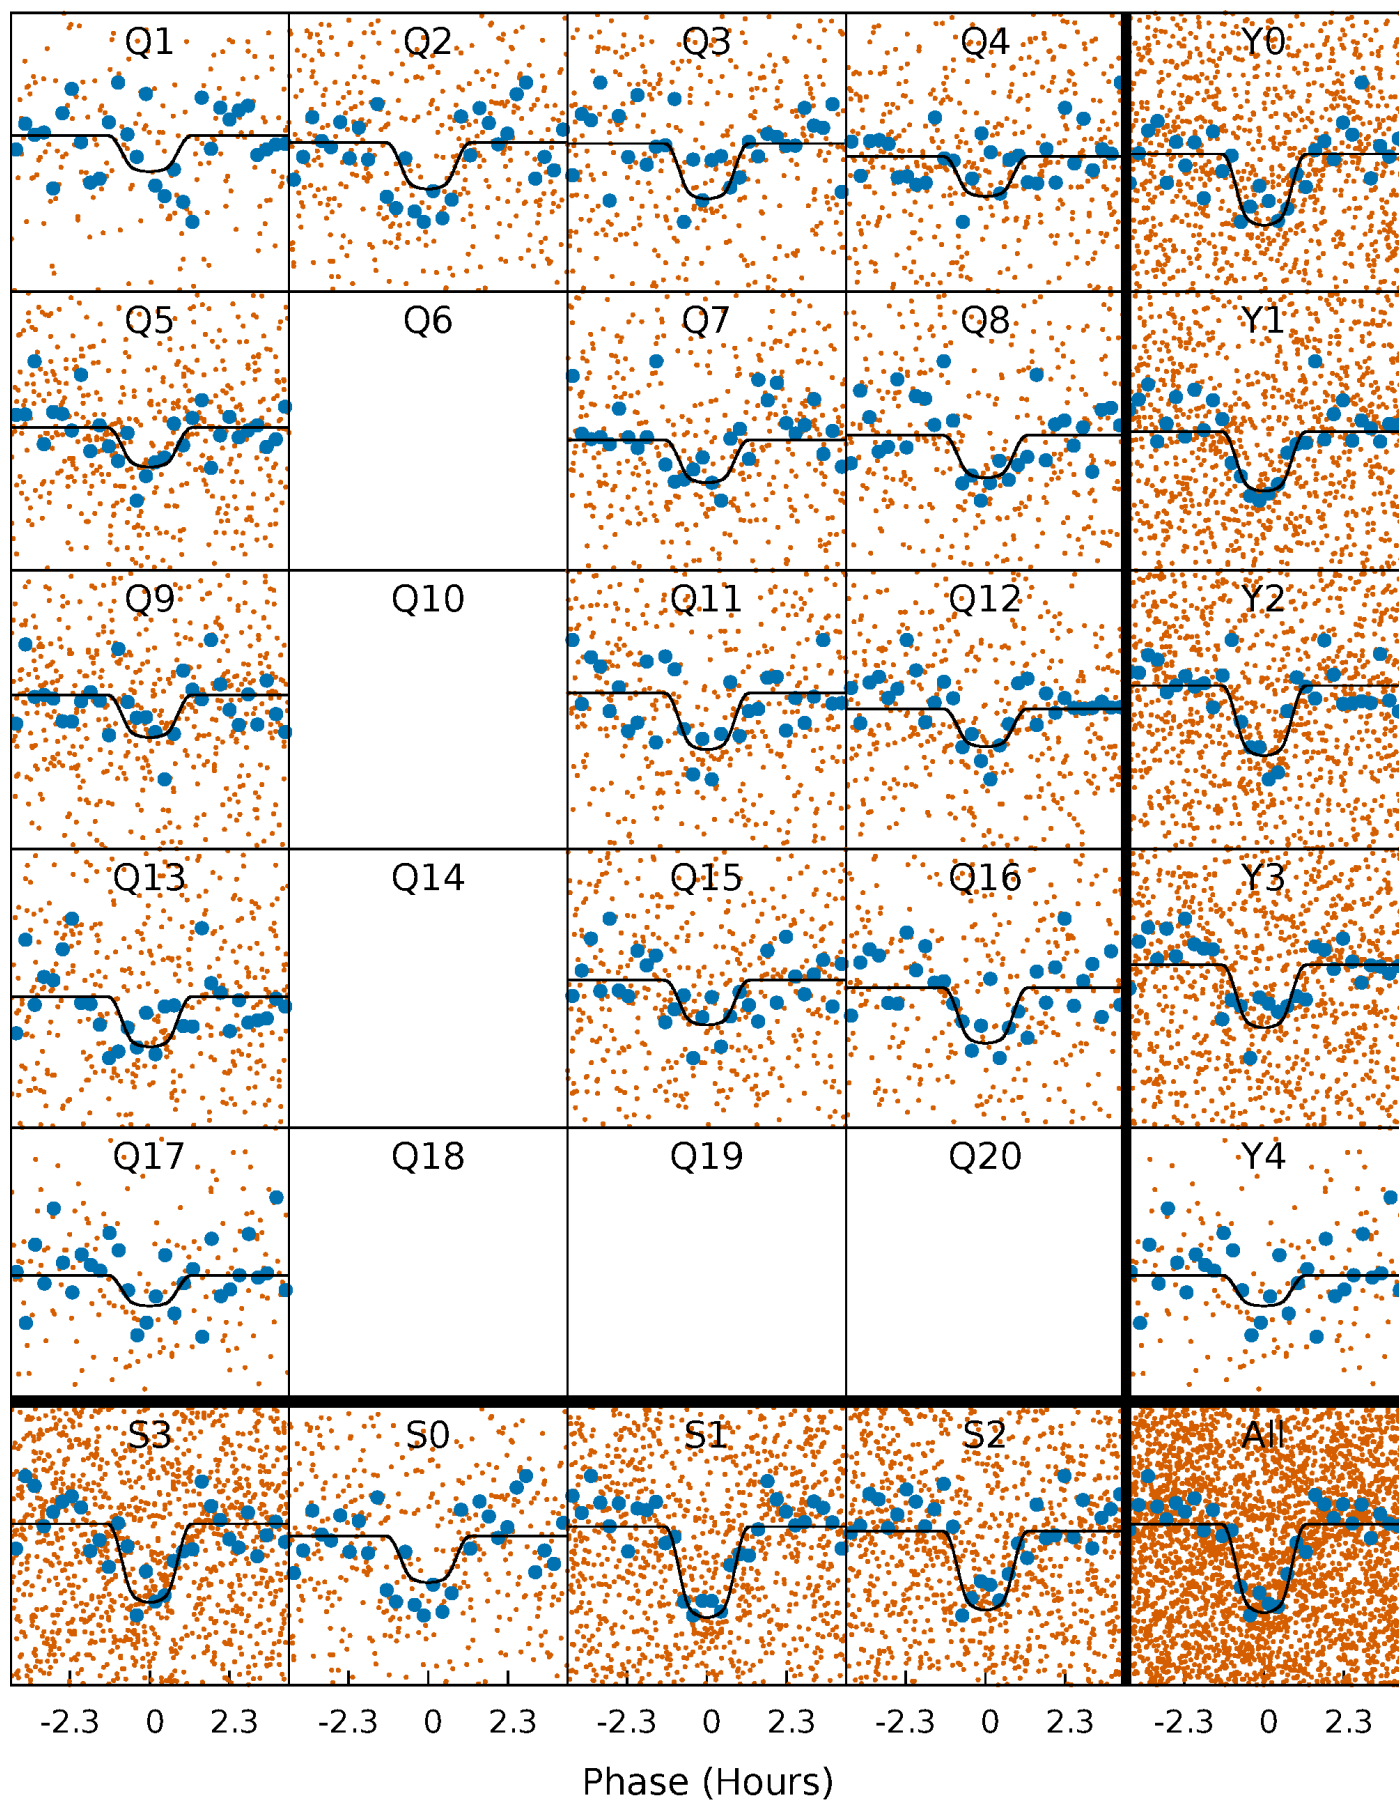 Q1 Q2 Q3 Q4 Y0
Q5 Q6 Q7 Q8 Y1
Q9 Q10 Q11 Q12 Y2
Q13 Q14 Q15 Q16 Y3
Q17 Q18 Q19 Q20 Y4
S3 S0 S1 S2 All
-2.3 0 2.3 -2.3 0 2.3 -2.3 0 2.3 -2.3 0 2.3 -2.3 0 2.3
Phase (Hours)